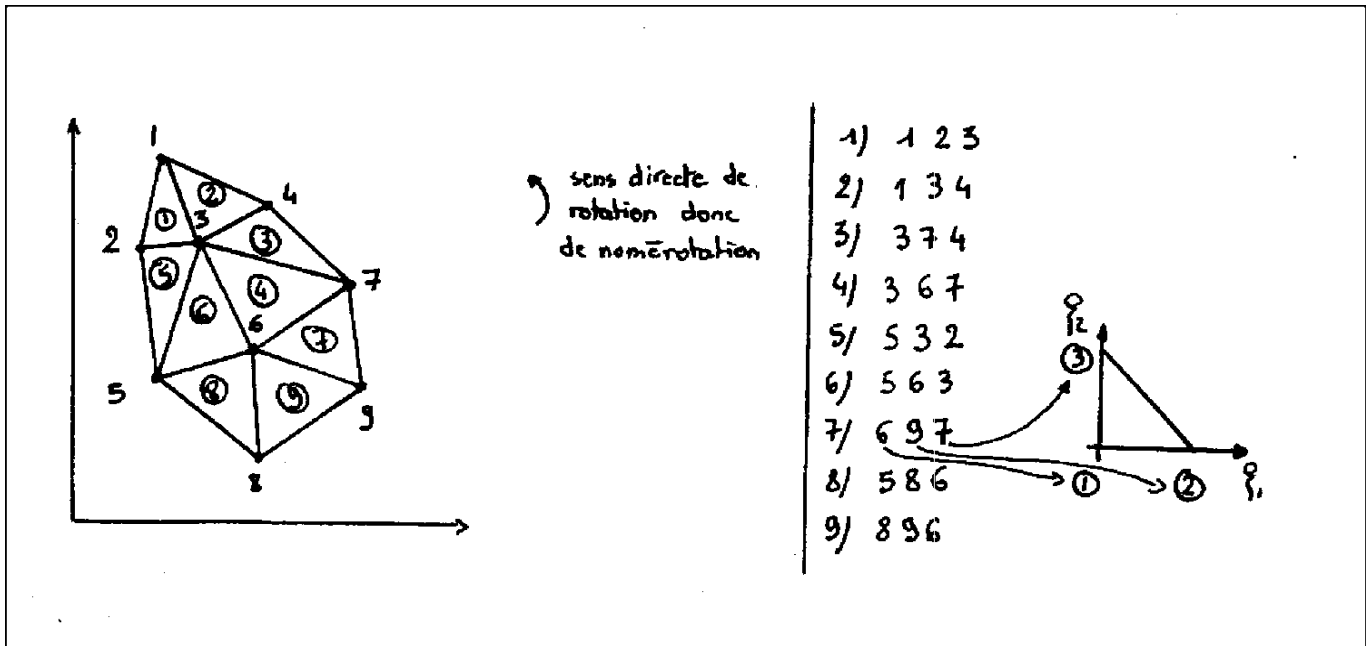 1
4
②
①
3
2
③
⑤
7
④
⑥
6
⑦
5
⑧
⑨
9
8
sens directe de
rotation donc
de nomērotation
1) 1 2 3
2) 1 3 4
3) 3 7 4
4) 3 6 7
5/ 5 3 2
6) 5 6 3
7/ 6 9 7
8/ 5 8 6
9/ 8 9 6
ξ₂
③
① ② ξ₁